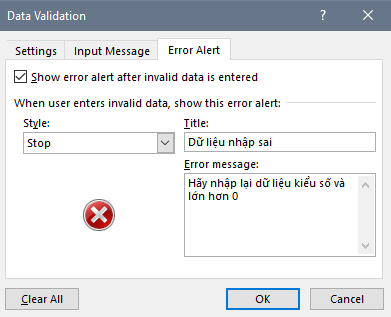 Data Validation
? ×
Settings Input Message Error Alert
Show error alert after invalid data is entered
When user enters invalid data, show this error alert:
Style: Title:
Stop Dữ liệu nhập sai
Error message:
Hãy nhập lại dữ liệu kiểu số và
lớn hơn 0
Clear All OK Cancel